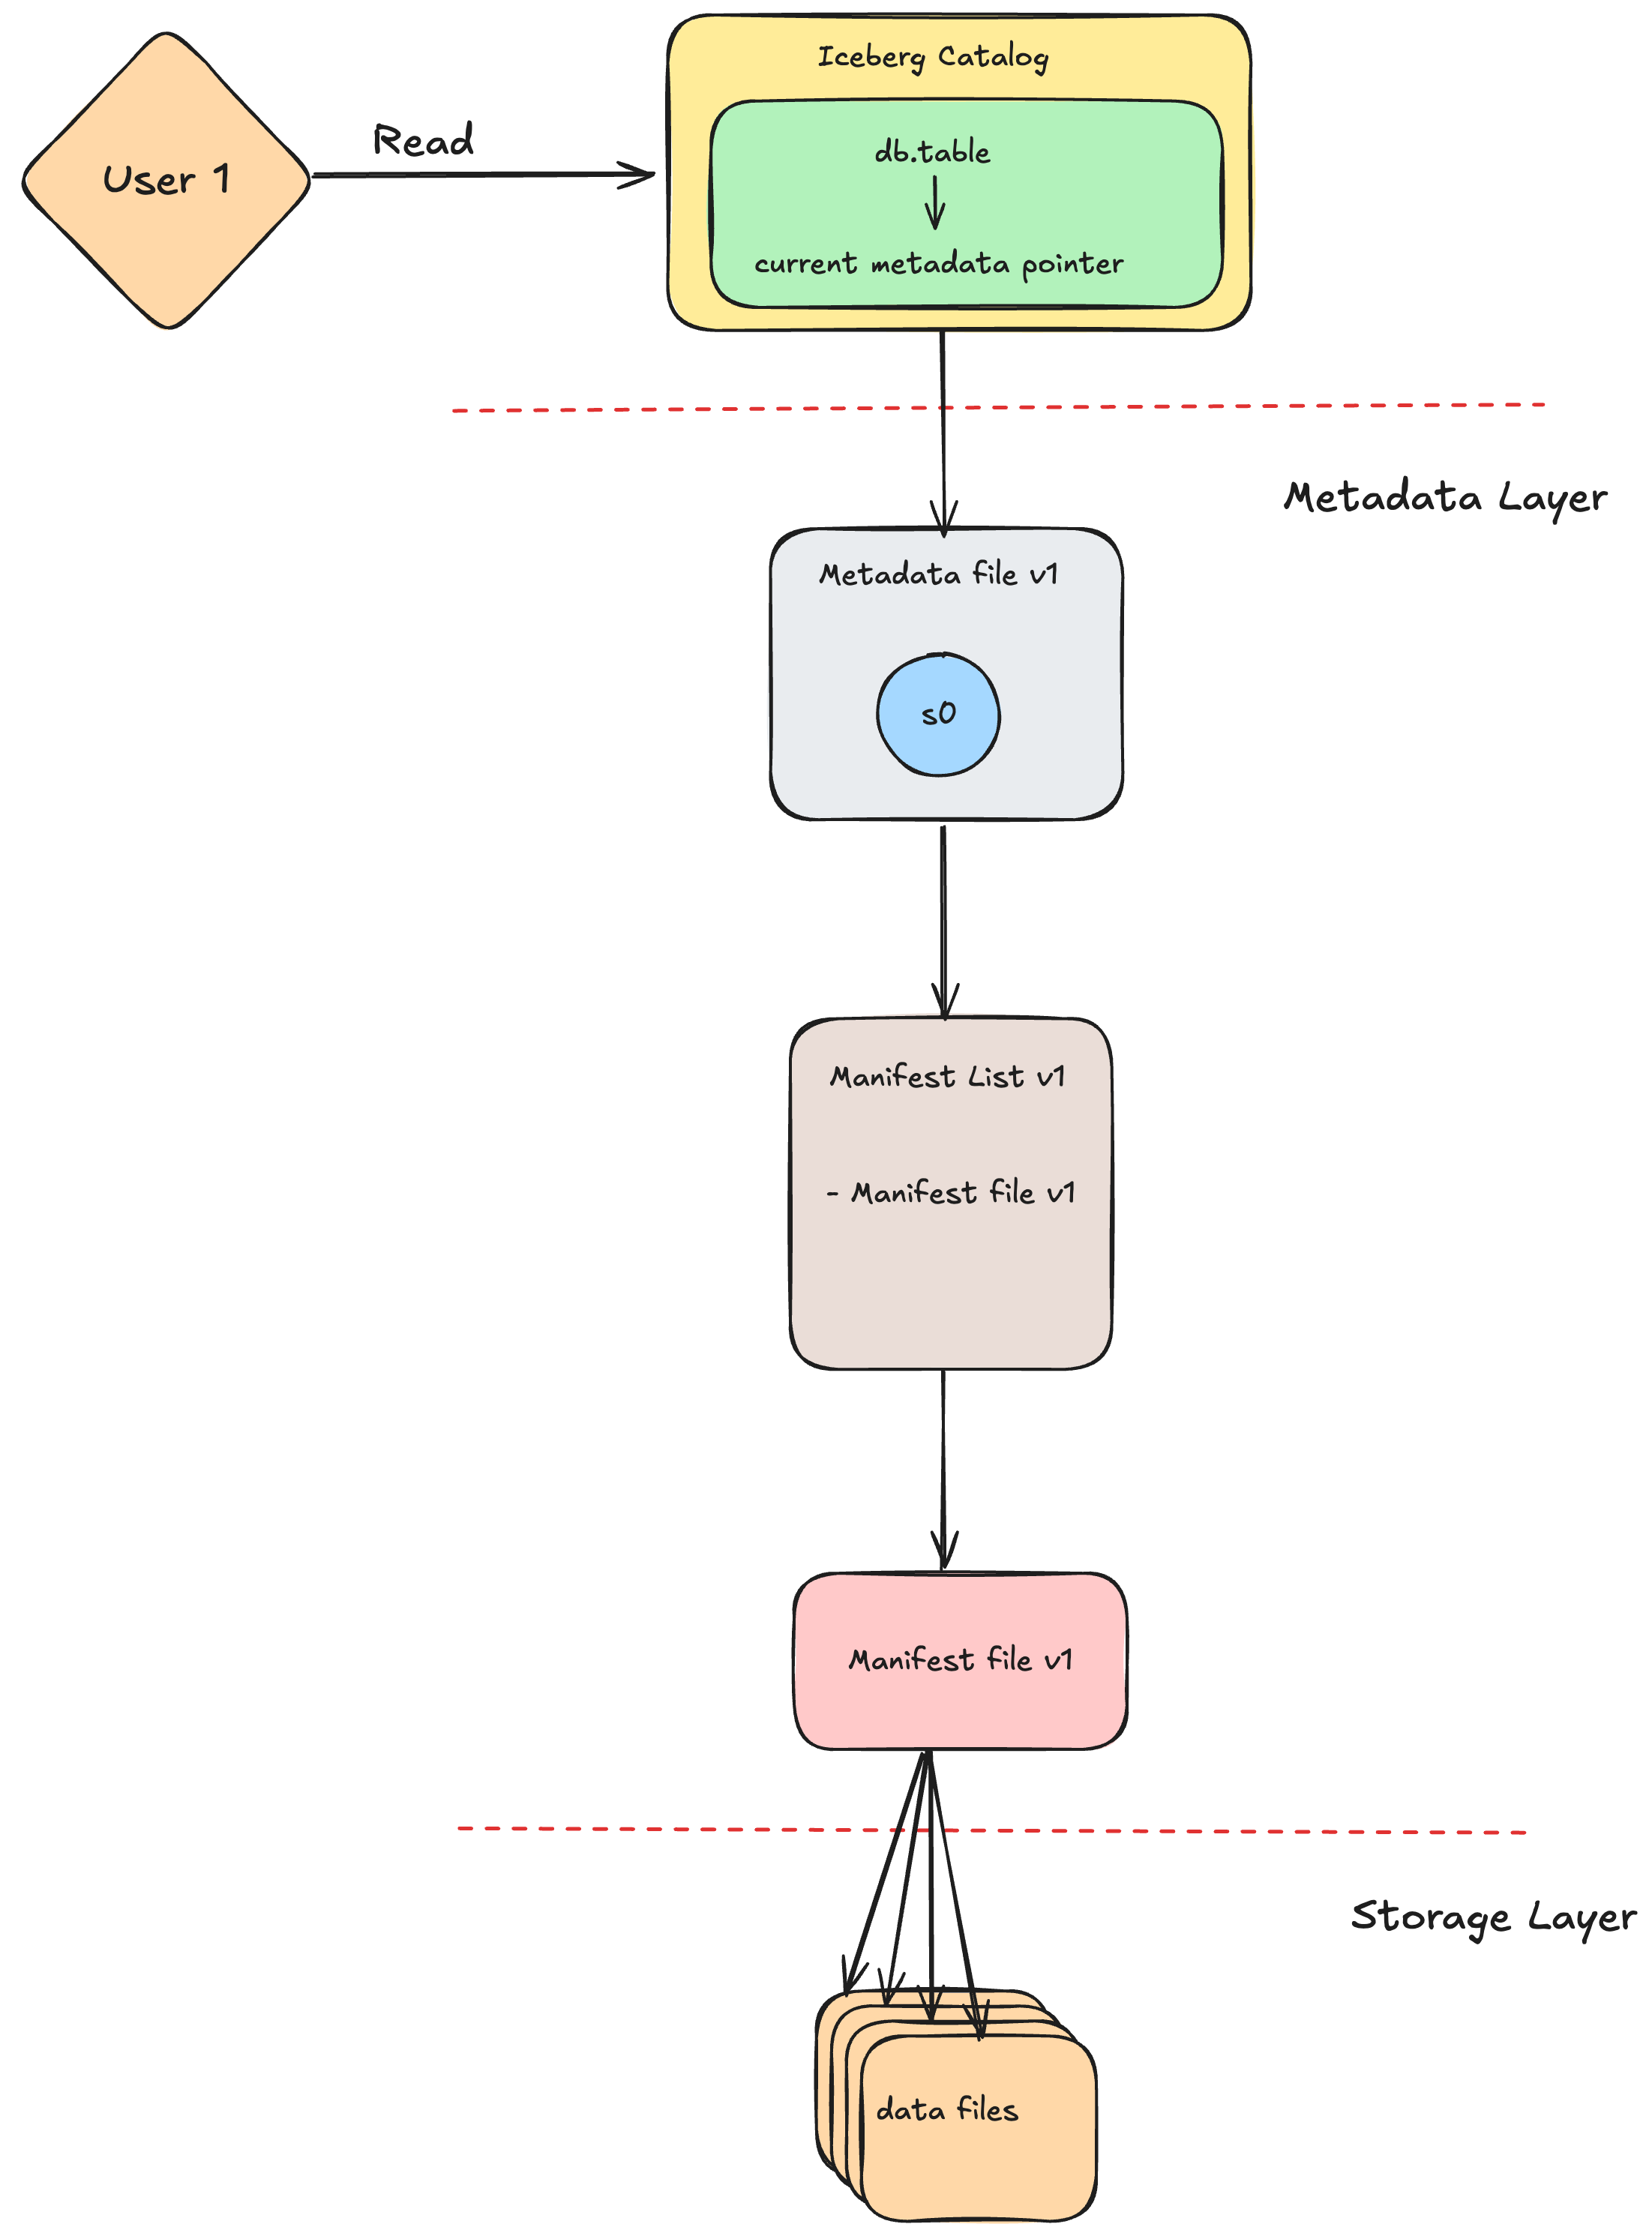 Iceberg Catalog
User 1
Read
db.table
current metadata pointer
Metadata Layer
Metadata file v1
s0
Manifest List v1
- Manifest file v1
Manifest file v1
Storage Layer
data files